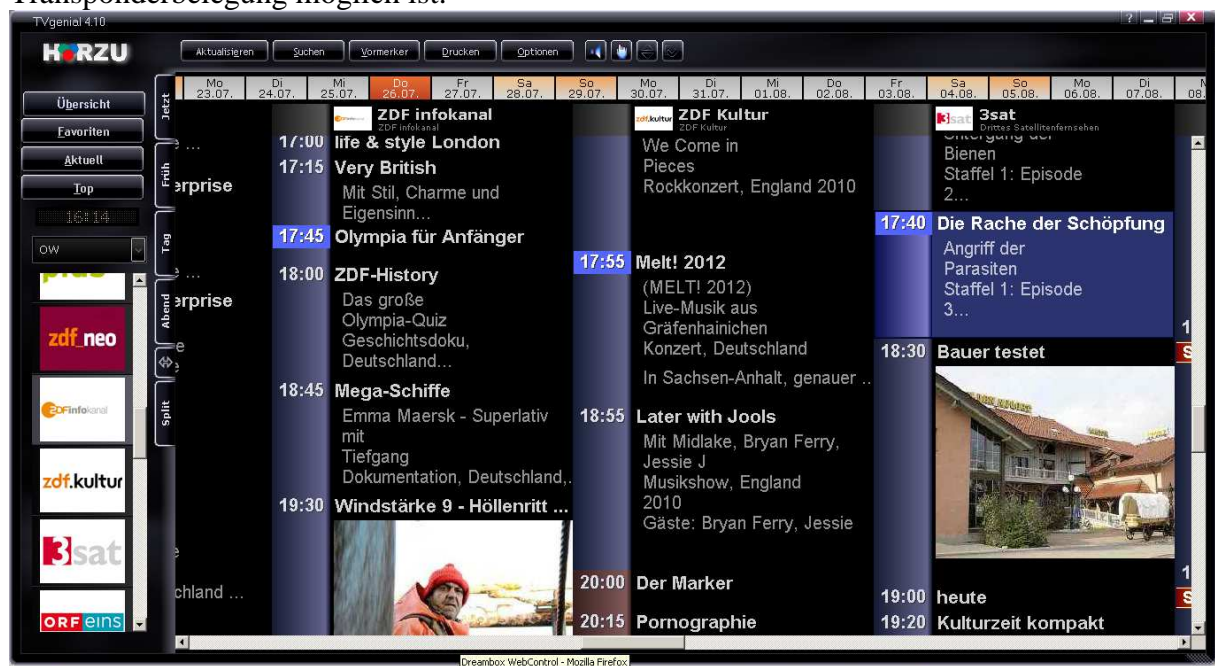 Transponderbelegung möglich ist.
TVgenial 4.10
HÖRZU
Aktualisieren Suchen Vormerker Drucken Optionen
Mo Di Mi Do Fr Sa So Mo Di Mi Do Fr Sa So Mo Di
23.07. 24.07. 25.07. 26.07. 27.07. 28.07. 29.07. 30.07. 31.07. 01.08. 02.08. 03.08. 04.08. 05.08. 06.08. 07.08. 08.
Übersicht
Favoriten
Aktuell
Top
16:14
OW
plus
zdf_neo
ZDFinfokanal
zdf.kultur
3sat
ORF eins
Jetzt
Früh
Tag
Abend
Split
...
erprise
...
erprise
e
chland ...
ZDF infokanal
ZDF infokanal
17:00 life & style London
17:15 Very British
Mit Stil, Charme und
Eigensinn...
17:45 Olympia für Anfänger
18:00 ZDF-History
Das große
Olympia-Quiz
Geschichtsdoku,
Deutschland...
18:45 Mega-Schiffe
Emma Maersk - Superlativ
mit
Tiefgang
Dokumentation, Deutschland,..
19:30 Windstärke 9 - Höllenritt ...
zdf.kultur ZDF Kultur
ZDF Kultur
We Come in
Pieces
Rockkonzert, England 2010
17:55 Melt! 2012
(MELT! 2012)
Live-Musik aus
Gräfenhainichen
Konzert, Deutschland
In Sachsen-Anhalt, genauer ..
18:55 Later with Jools
Mit Midlake, Bryan Ferry,
Jessie J
Musikshow, England
2010
Gäste: Bryan Ferry, Jessie
20:00 Der Marker
20:15 Pornographie
3sat 3sat
Drittes Satellitenfernsehen
Untergang der
Bienen
Staffel 1: Episode
2...
17:40 Die Rache der Schöpfung
Angriff der
Parasiten
Staffel 1: Episode
3...
18:30 Bauer testet
19:00 heute
19:20 Kulturzeit kompakt
1
S
1
S
Dreambox WebControl - Mozilla Firefox